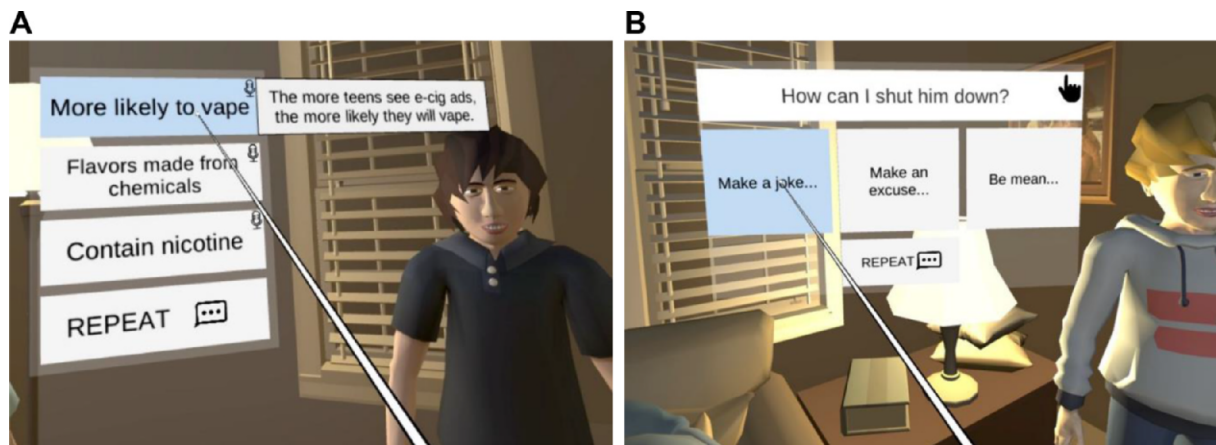 A
More likely to vape
The more teens see e-cig ads,
the more likely they will vape.
Flavors made from
chemicals
Contain nicotine
REPEAT
B
How can I shut him down?
Make a joke...
Make an
excuse...
Be mean...
REPEAT